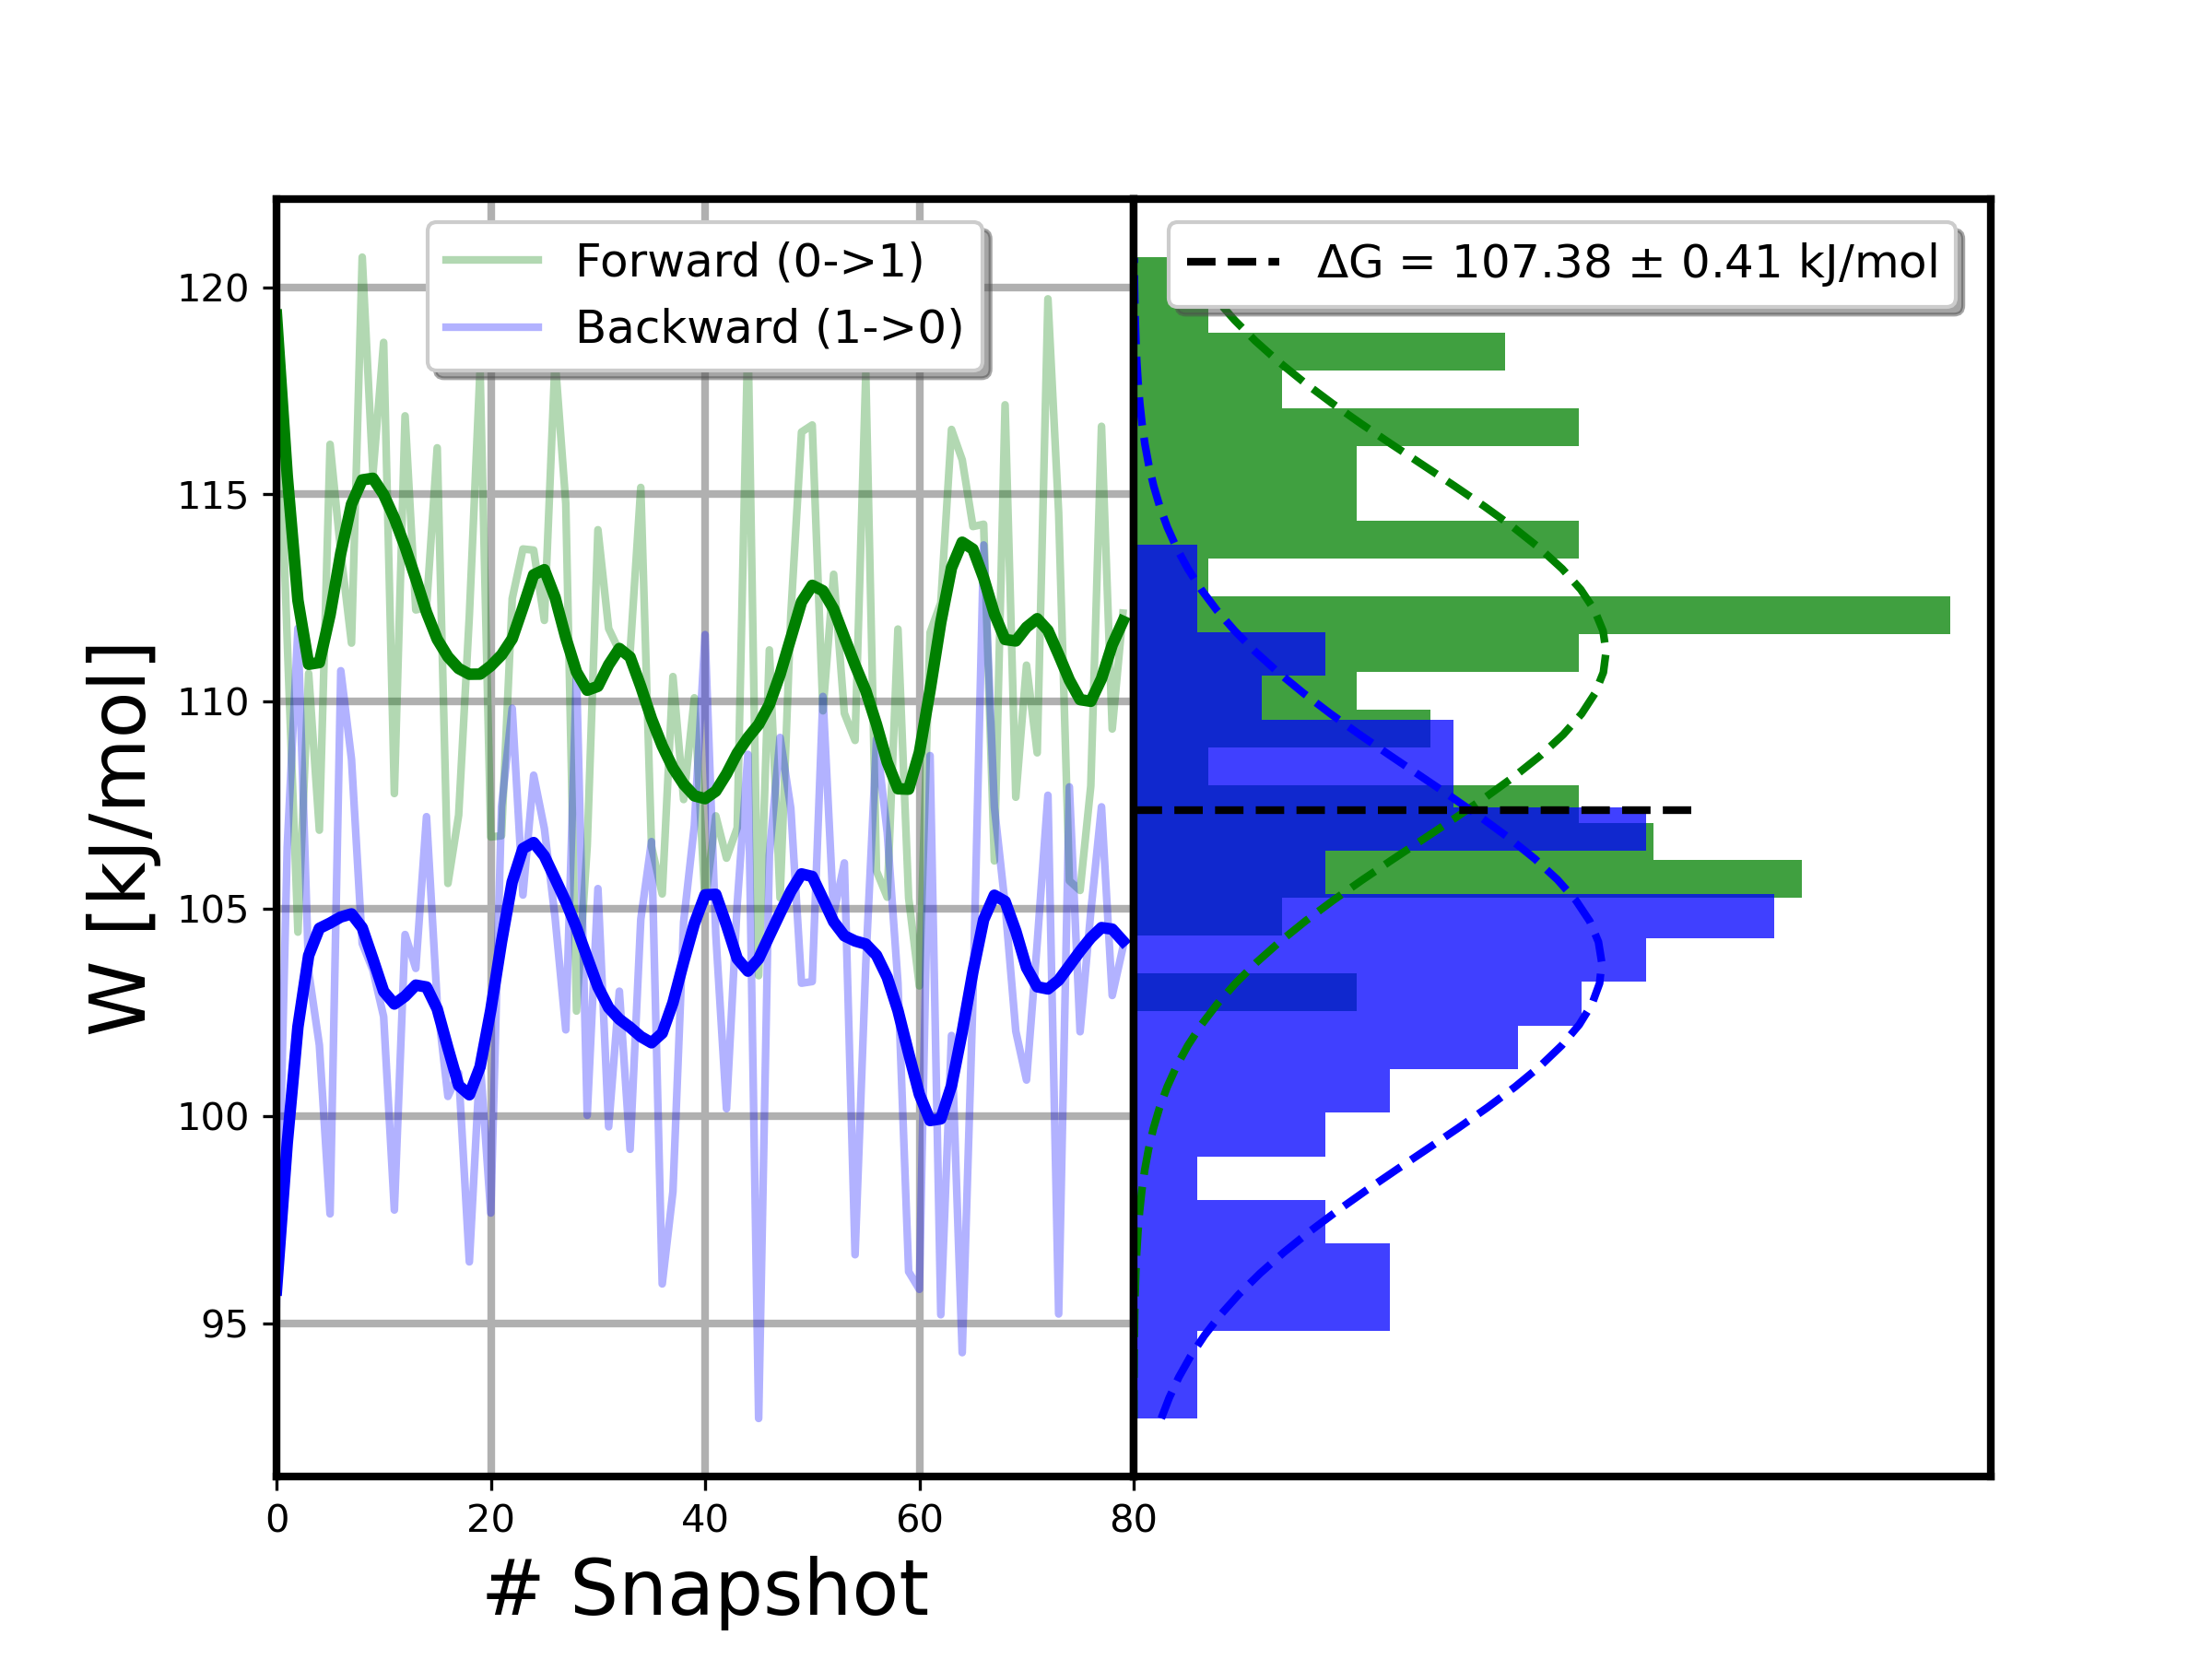 Forward (0->1)
Backward (1->0)
ΔG = 107.38 ± 0.41 kJ/mol
120
115
110
105
100
95
W [kJ/mol]
0 20 40 60 80
# Snapshot